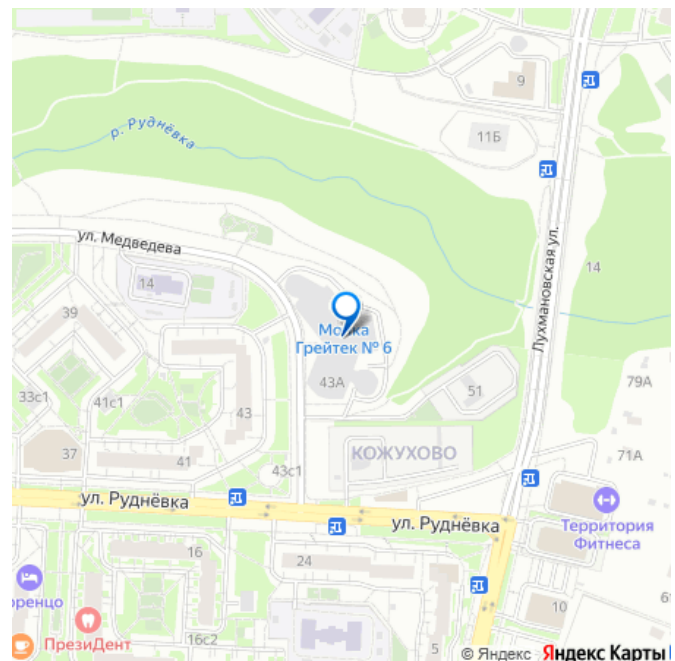 9
11Б
р. Руднёвка
ул. Медведева
14
Лухмановская ул.
14
39
Мойка
Грейтек № 6
43А
51
79А
33с1
41с1
43
37
41
43с1
КОЖУХОВО
71А
ул. Руднёвка
ул. Руднёвка
Территория
Фитнеса
16
24
оренцо
10
ПрезиДент
16с2
5
© Яндекс Яндекс Карты